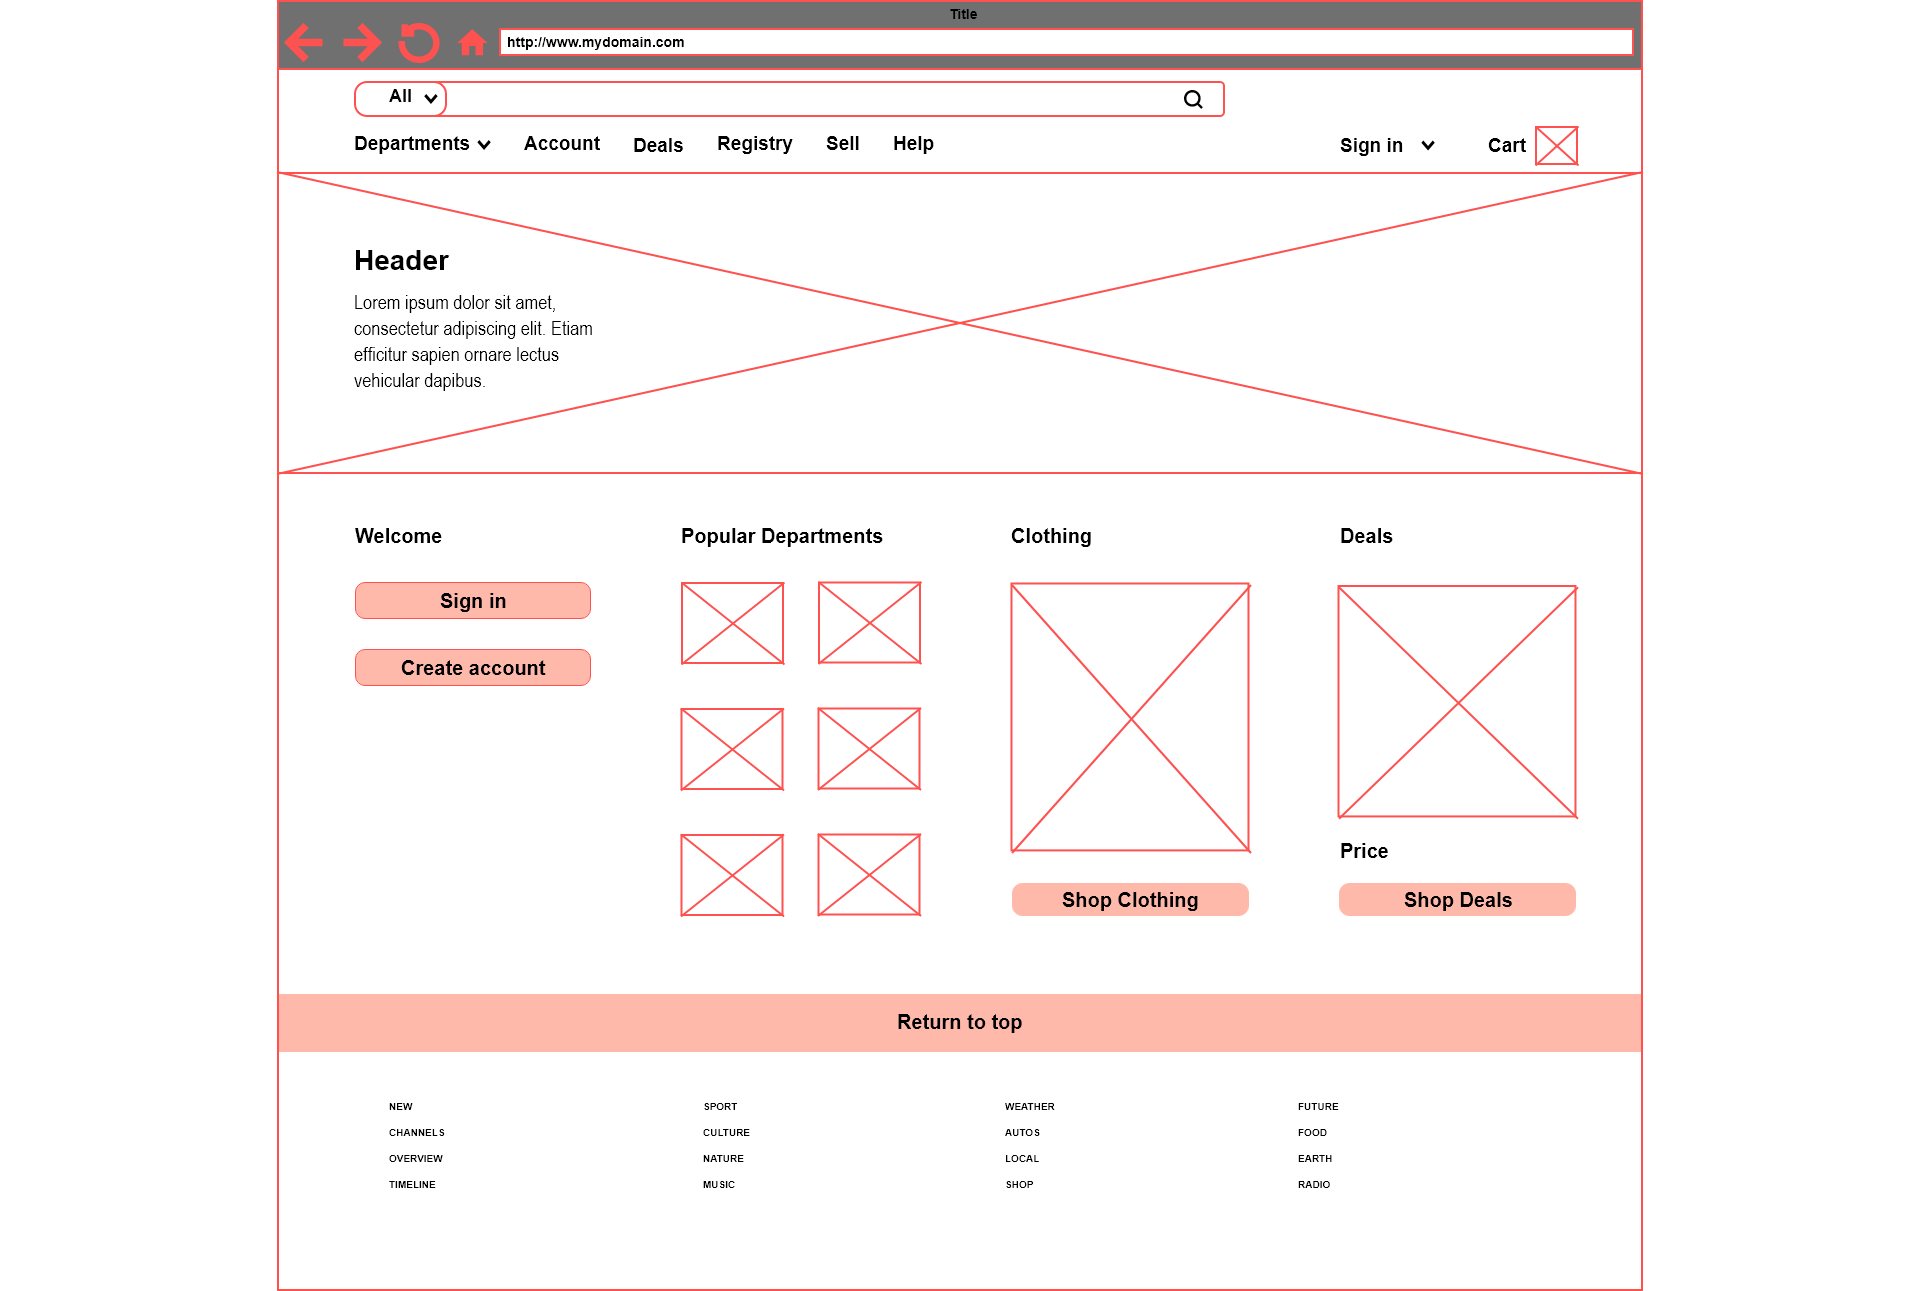 Title
http://www.mydomain.com
All
Departments Account Deals Registry Sell Help Sign in Cart
Header
Lorem ipsum dolor sit amet,
consectetur adipiscing elit. Etiam
efficitur sapien ornare lectus
vehicular dapibus.
Welcome
Sign in
Create account
Popular Departments
Clothing
Shop Clothing
Deals
Price
Shop Deals
Return to top
NEW
CHANNELS
OVERVIEW
TIMELINE
SPORT
CULTURE
NATURE
MUSIC
WEATHER
AUTOS
LOCAL
SHOP
FUTURE
FOOD
EARTH
RADIO